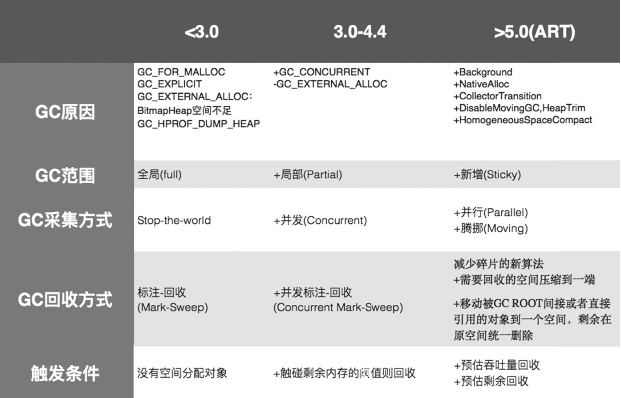 <3.0 3.0-4.4 >5.0(ART)
GC原因
GC_FOR_MALLOC
GC_EXPLICIT
GC_EXTERNAL_ALLOC:
BitmapHeap空间不足
GC_HPROF_DUMP_HEAP
+GC_CONCURRENT
-GC_EXTERNAL_ALLOC
+Background
+NativeAlloc
+CollectorTransition
+DisableMovingGC,HeapTrim
+HomogeneousSpaceCompact
GC范围
全局(full)
+局部(Partial)
+新增(Sticky)
GC采集方式
Stop-the-world
+并发(Concurrent)
+并行(Parallel)
+腾挪(Moving)
GC回收方式
标注-回收
(Mark-Sweep)
+并发标注-回收
(Concurrent Mark-Sweep)
减少碎片的新算法
+需要回收的空间压缩到一端
+移动被GC ROOT间接或者直接
引用的对象到一个空间，剩余在
原空间统一删除
触发条件
没有空间分配对象
+触碰剩余内存的阀值则回收
+预估吞吐量回收
+预估剩余回收